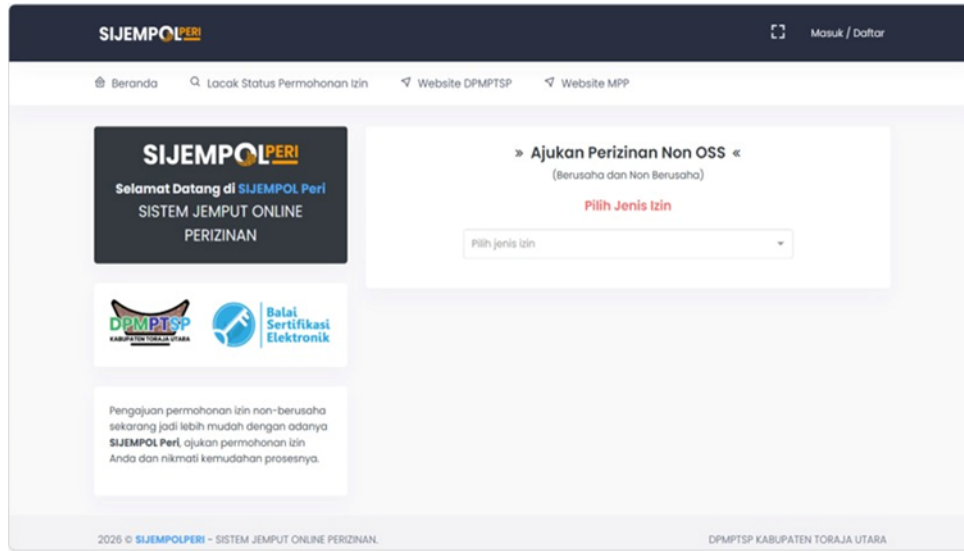 SIJEMPOLPERI
Masuk / Daftar
Beranda
Lacak Status Permohonan Izin
Website DPMPTSP
Website MPP
SIJEMPOLPERI
Selamat Datang di SIJEMPOL Peri
SISTEM JEMPUT ONLINE
PERIZINAN
DPMPTSP
KABUPATEN TORAJA UTARA
Balai
Sertifikasi
Elektronik
Pengajuan permohonan izin non-berusaha
sekarang jadi lebih mudah dengan adanya
SIJEMPOL Peri, ajukan permohonan izin
Anda dan nikmati kemudahan prosesnya.
» Ajukan Perizinan Non OSS «
(Berusaha dan Non Berusaha)
Pilih Jenis Izin
Pilih jenis izin
2026 © SIJEMPOLPERI - SISTEM JEMPUT ONLINE PERIZINAN.
DPMPTSP KABUPATEN TORAJA UTARA